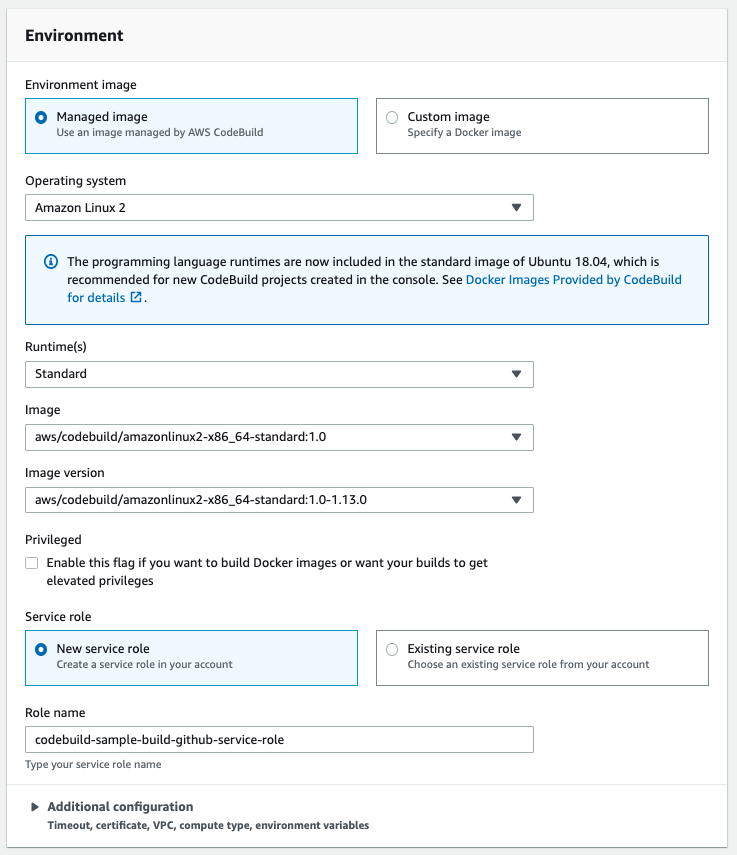 Environment
Environment image
Managed image
Use an image managed by AWS CodeBuild
Custom image
Specify a Docker image
Operating system
Amazon Linux 2
The programming language runtimes are now included in the standard image of Ubuntu 18.04, which is
recommended for new CodeBuild projects created in the console. See Docker Images Provided by CodeBuild
for details .
Runtime(s)
Standard
Image
aws/codebuild/amazonlinux2-x86_64-standard:1.0
Image version
aws/codebuild/amazonlinux2-x86_64-standard:1.0-1.13.0
Privileged
Enable this flag if you want to build Docker images or want your builds to get
elevated privileges
Service role
New service role
Create a service role in your account
Existing service role
Choose an existing service role from your account
Role name
codebuild-sample-build-github-service-role
Type your service role name
Additional configuration
Timeout, certificate, VPC, compute type, environment variables